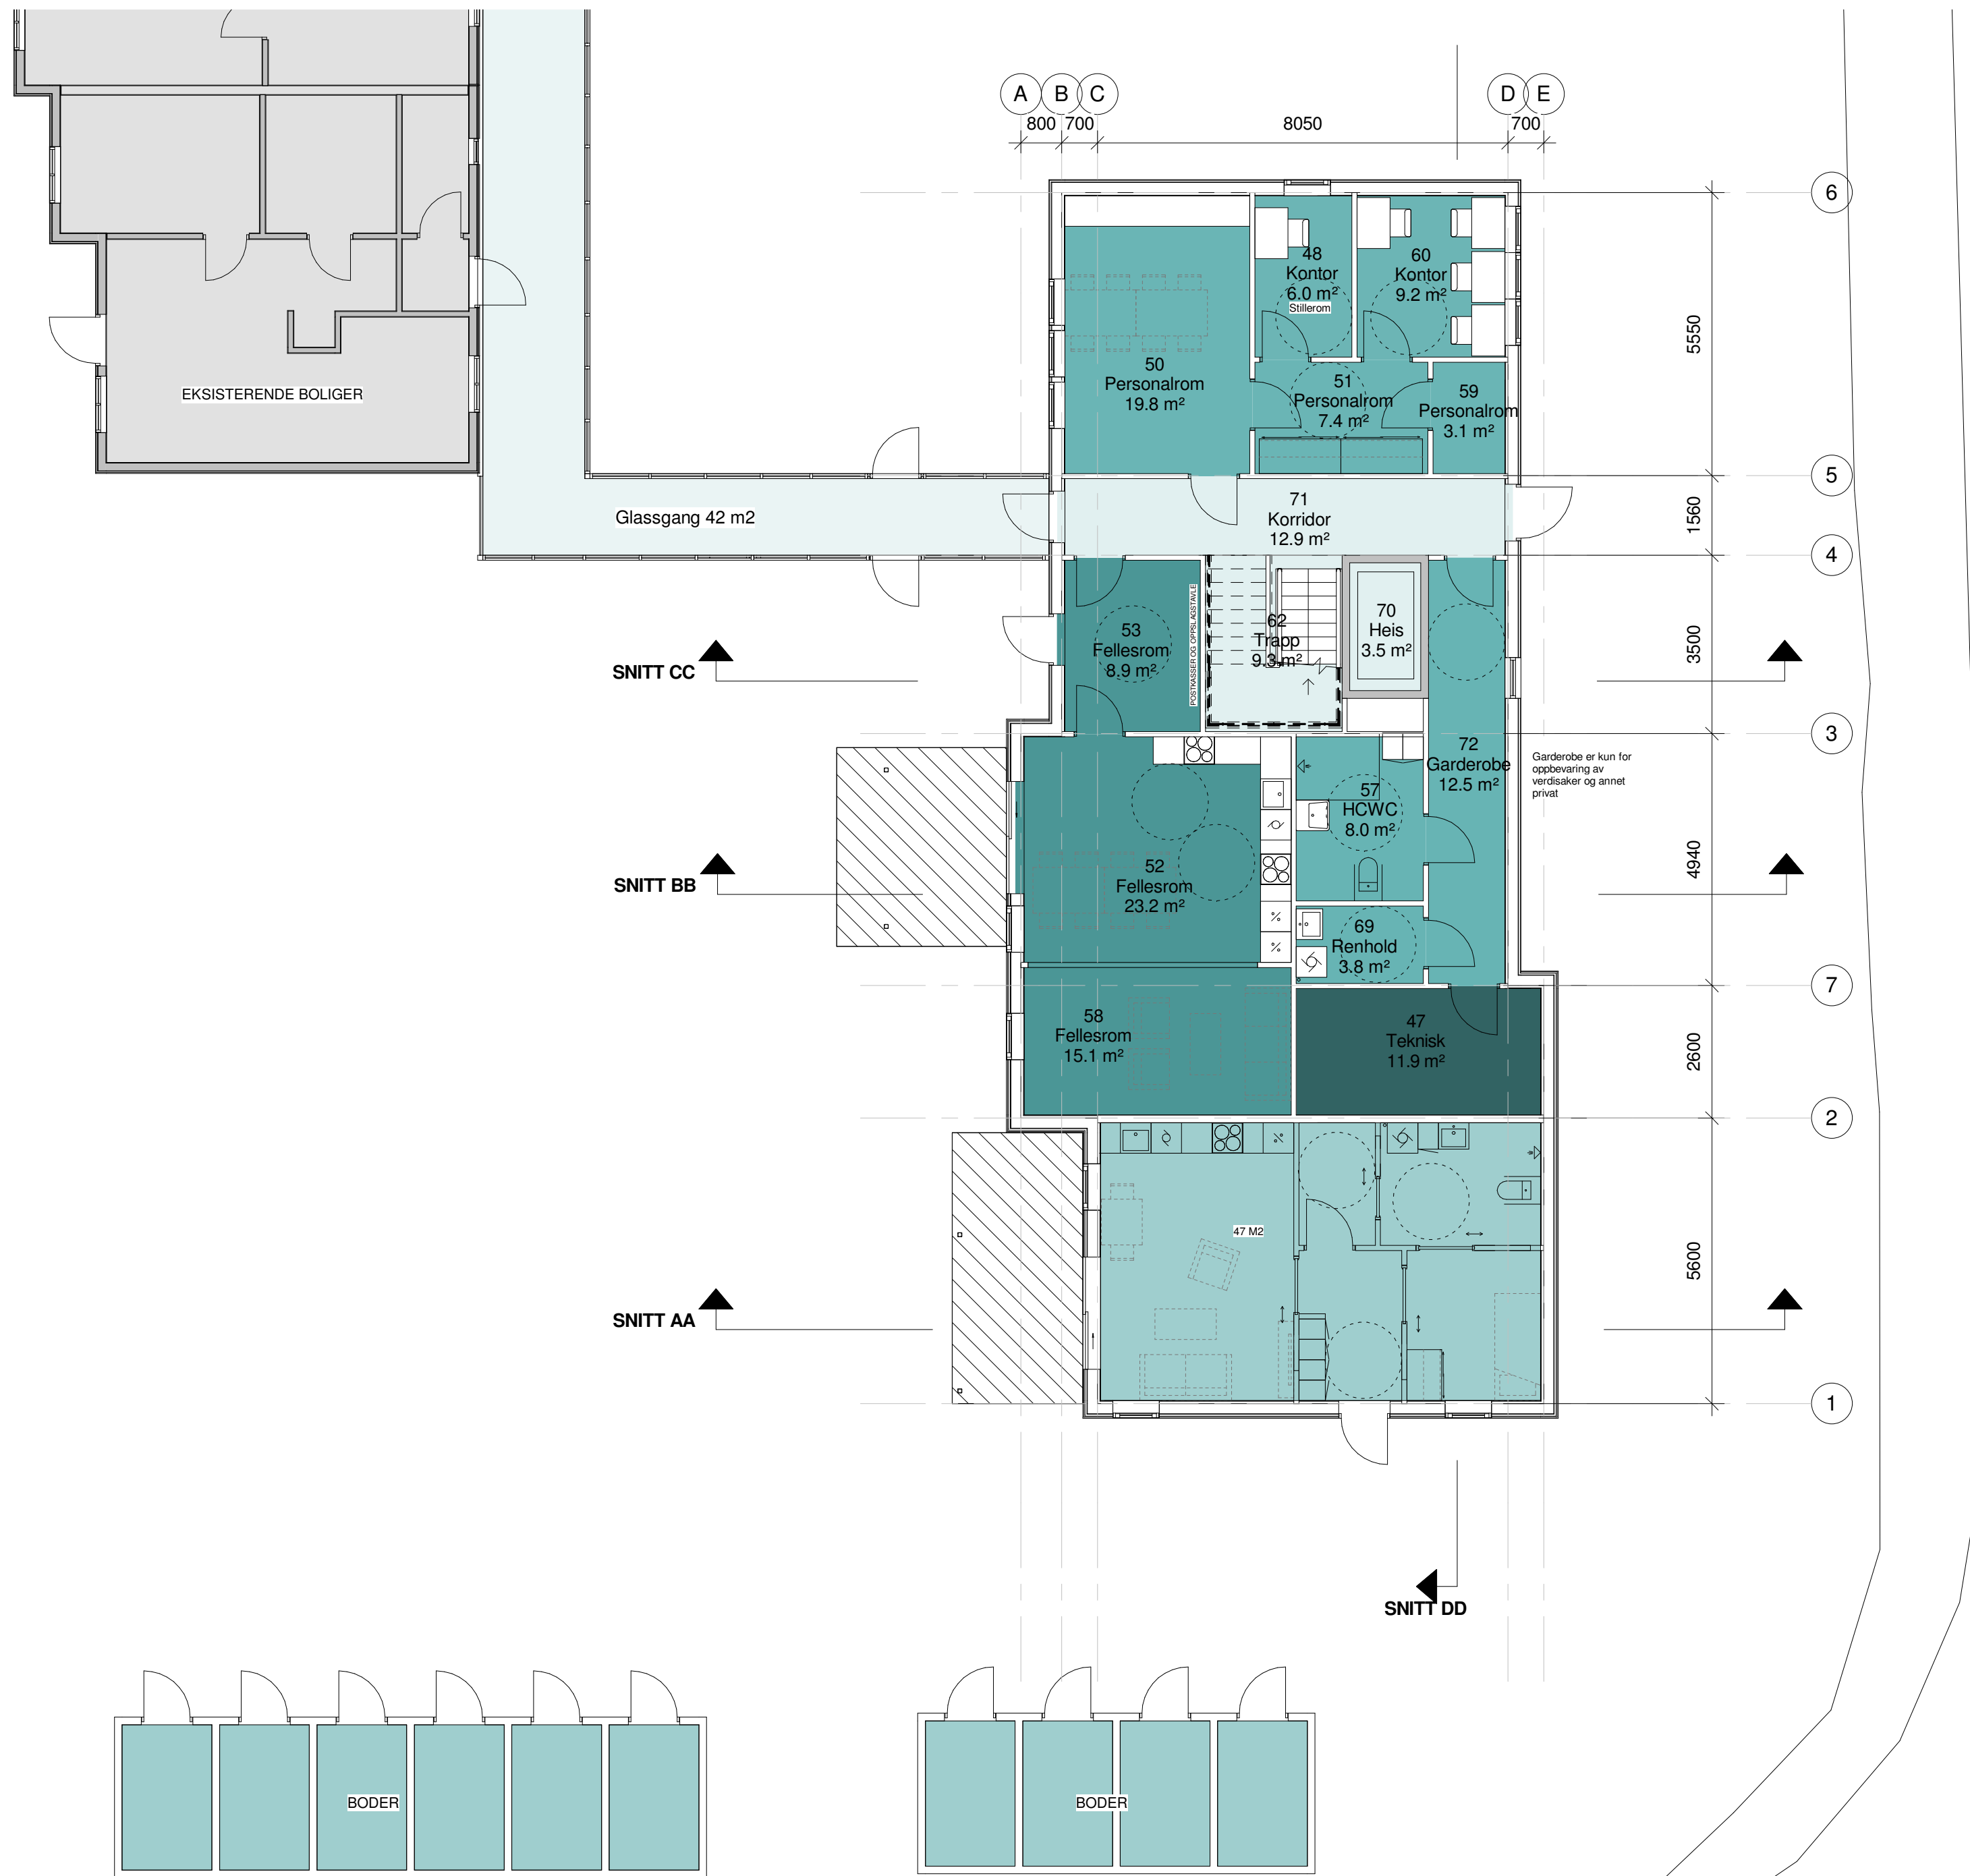 A
B
C
D
E
800
700
8050
700
6
48
Kontor
6.0 m²
Stillerom
60
Kontor
9.2 m²
5550
50
Personalrom
19.8 m²
51
Personalrom
7.4 m²
59
Personalrom
3.1 m²
EKSISTERENDE BOLIGER
5
Glassgang 42 m2
71
Korridor
12.9 m²
1560
4
53
Fellesrom
8.9 m²
POSTKASSER OG OPPSLAGSTAVLE
62
Trapp
9.3 m²
70
Heis
3.5 m²
3500
SNITT CC
3
72
Garderobe
12.5 m²
Garderobe er kun for
oppbevaring av
verdisaker og annet
privat
57
HCWC
8.0 m²
4940
52
Fellesrom
23.2 m²
SNITT BB
69
Renhold
3.8 m²
7
58
Fellesrom
15.1 m²
47
Teknisk
11.9 m²
2600
2
47 M2
5600
SNITT AA
1
SNITT DD
BODER
BODER